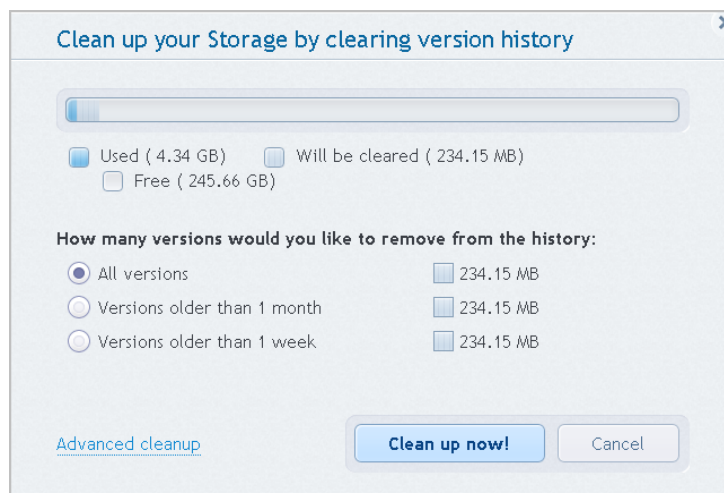 Clean up your Storage by clearing version history
Used ( 4.34 GB) Will be cleared ( 234.15 MB)
Free ( 245.66 GB)
How many versions would you like to remove from the history:
All versions 234.15 MB
Versions older than 1 month 234.15 MB
Versions older than 1 week 234.15 MB
Advanced cleanup Clean up now! Cancel